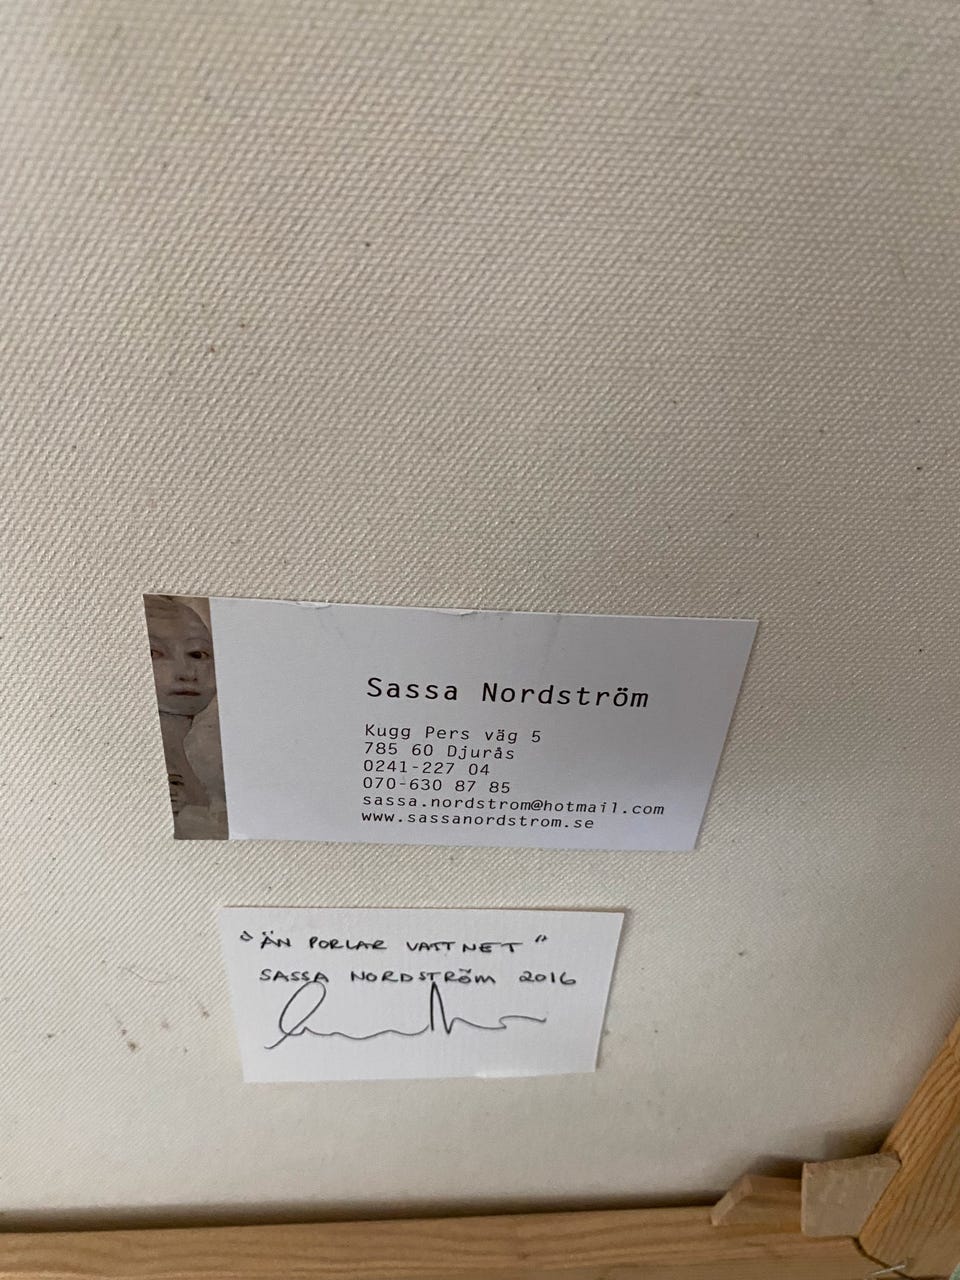 Sassa Nordström
Kugg Pers väg 5
785 60 Djurås
0241-227 04
070-630 87 85
sassa.nordstrom@hotmail.com
www.sassanordstrom.se
"ÄN PORLAR VATTNET"
SASSA NORDSTRÖM 2016